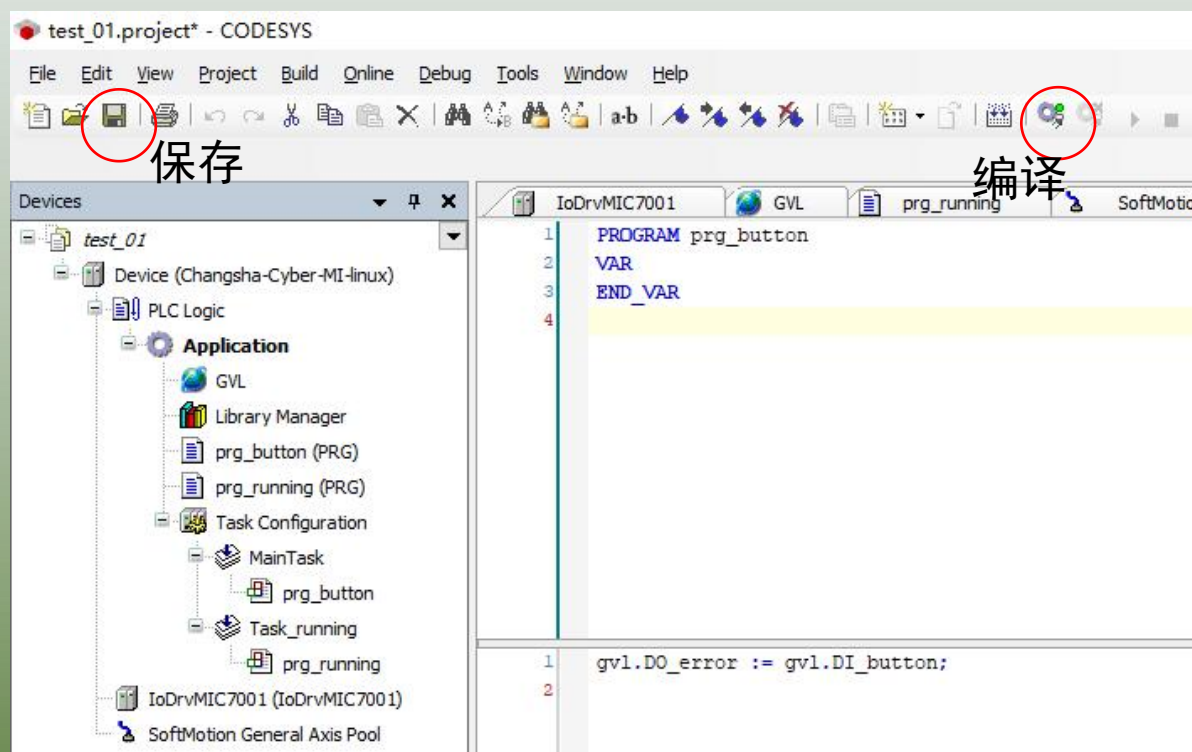 test_01.project* - CODESYS
File Edit View Project Build Online Debug Tools Window Help
a·b
保存
编译
Devices
IoDrvMIC7001 GVL prg_running SoftMotic
test_01
Device (Changsha-Cyber-MI-linux)
PLC Logic
Application
GVL
Library Manager
prg_button (PRG)
prg_running (PRG)
Task Configuration
MainTask
prg_button
Task_running
prg_running
IoDrvMIC7001 (IoDrvMIC7001)
SoftMotion General Axis Pool
1 PROGRAM prg_button
2 VAR
3 END_VAR
4
1 gvl.DO_error := gvl.DI_button;
2